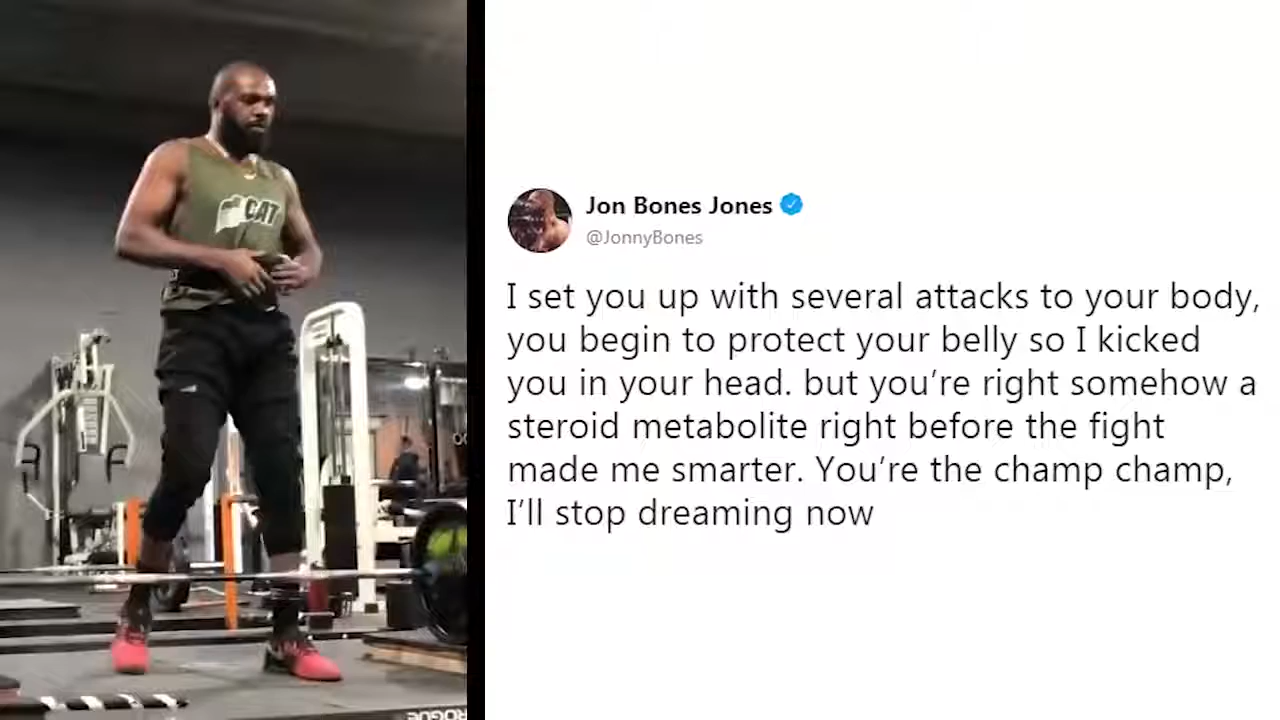 CAT
Jon Bones Jones
@JonnyBones
I set you up with several attacks to your body,
you begin to protect your belly so I kicked
you in your head. but you’re right somehow a
steroid metabolite right before the fight
made me smarter. You’re the champ champ,
I’ll stop dreaming now
ROGUE